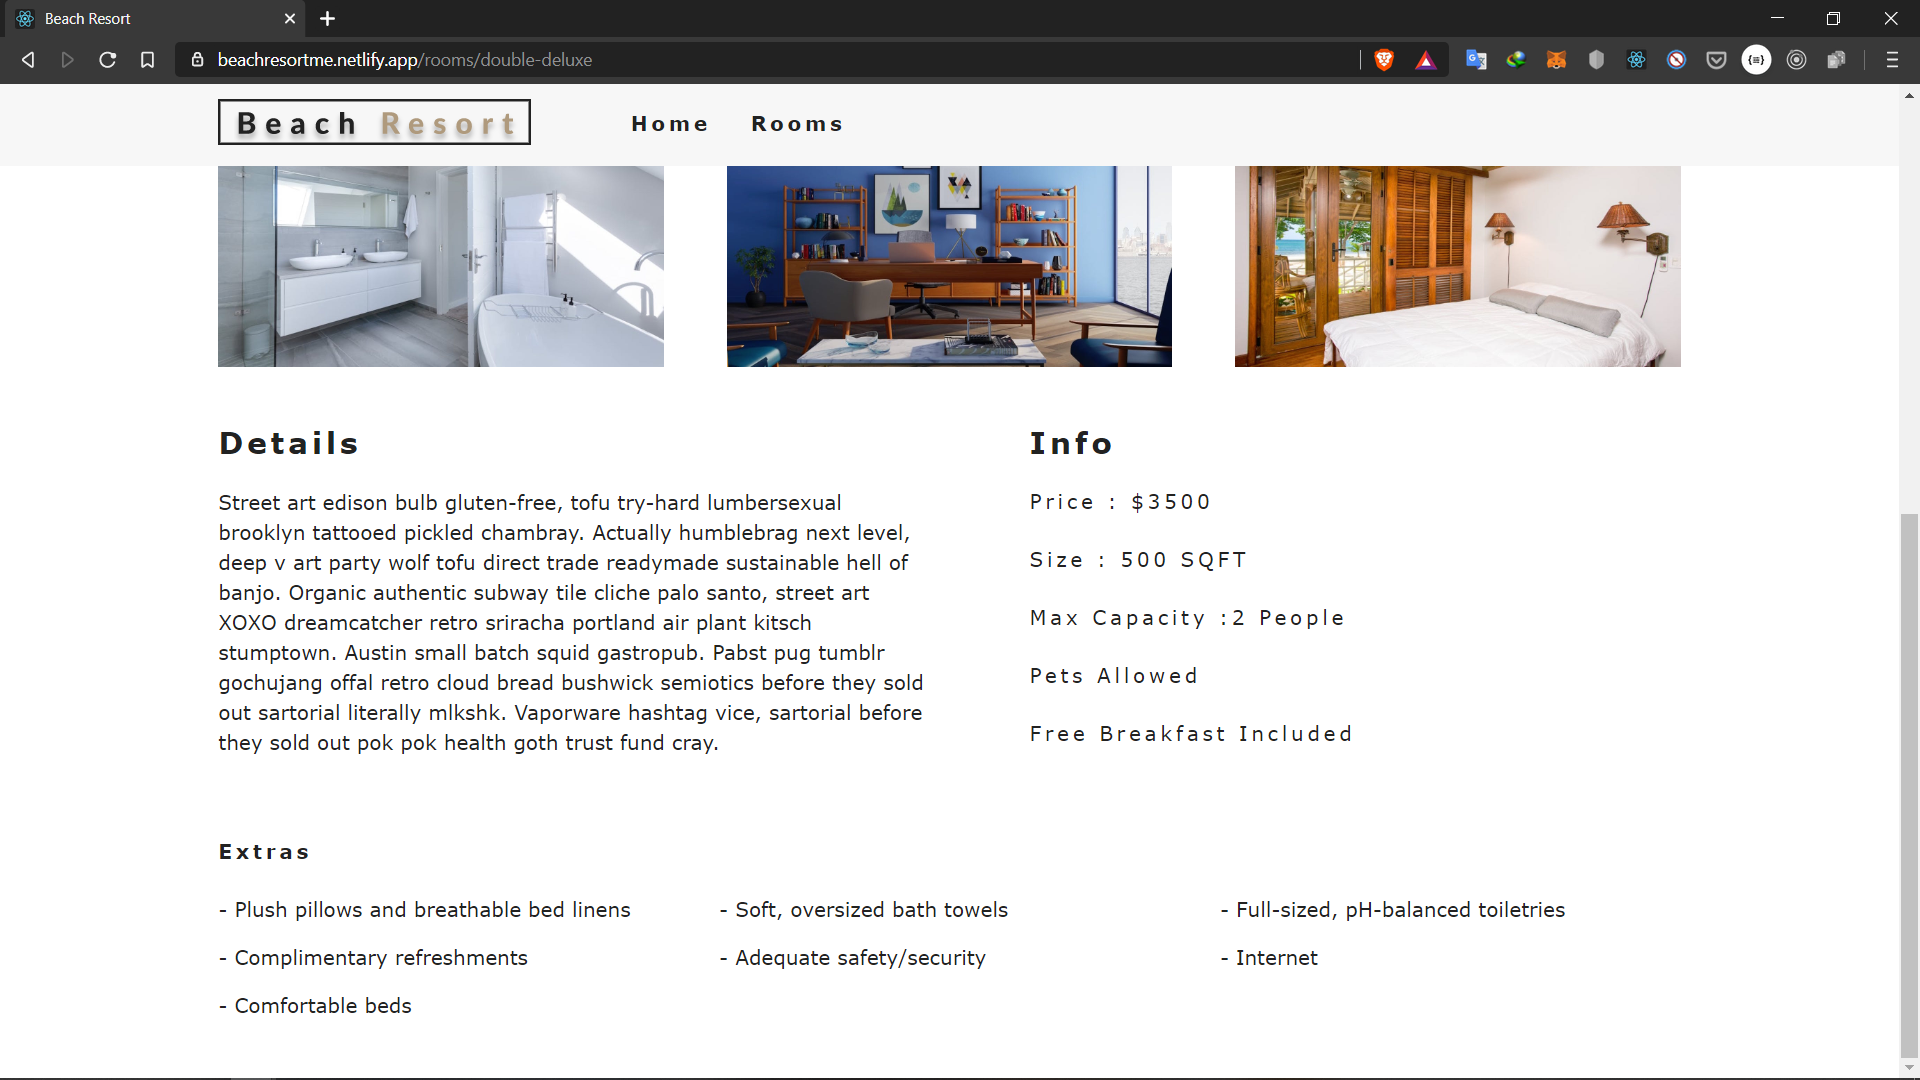 Beach Resort
beachresortme.netlify.app/rooms/double-deluxe
Beach Resort
Home
Rooms
Details
Street art edison bulb gluten-free, tofu try-hard lumbersexual
brooklyn tattooed pickled chambray. Actually humblebrag next level,
deep v art party wolf tofu direct trade readymade sustainable hell of
banjo. Organic authentic subway tile cliche palo santo, street art
XOXO dreamcatcher retro sriracha portland air plant kitsch
stumptown. Austin small batch squid gastropub. Pabst pug tumblr
gochujang offal retro cloud bread bushwick semiotics before they sold
out sartorial literally mlkshk. Vaporware hashtag vice, sartorial before
they sold out pok pok health goth trust fund cray.
Info
Price : $3500
Size : 500 SQFT
Max Capacity :2 People
Pets Allowed
Free Breakfast Included
Extras
- Plush pillows and breathable bed linens
- Soft, oversized bath towels
- Full-sized, pH-balanced toiletries
- Complimentary refreshments
- Adequate safety/security
- Internet
- Comfortable beds